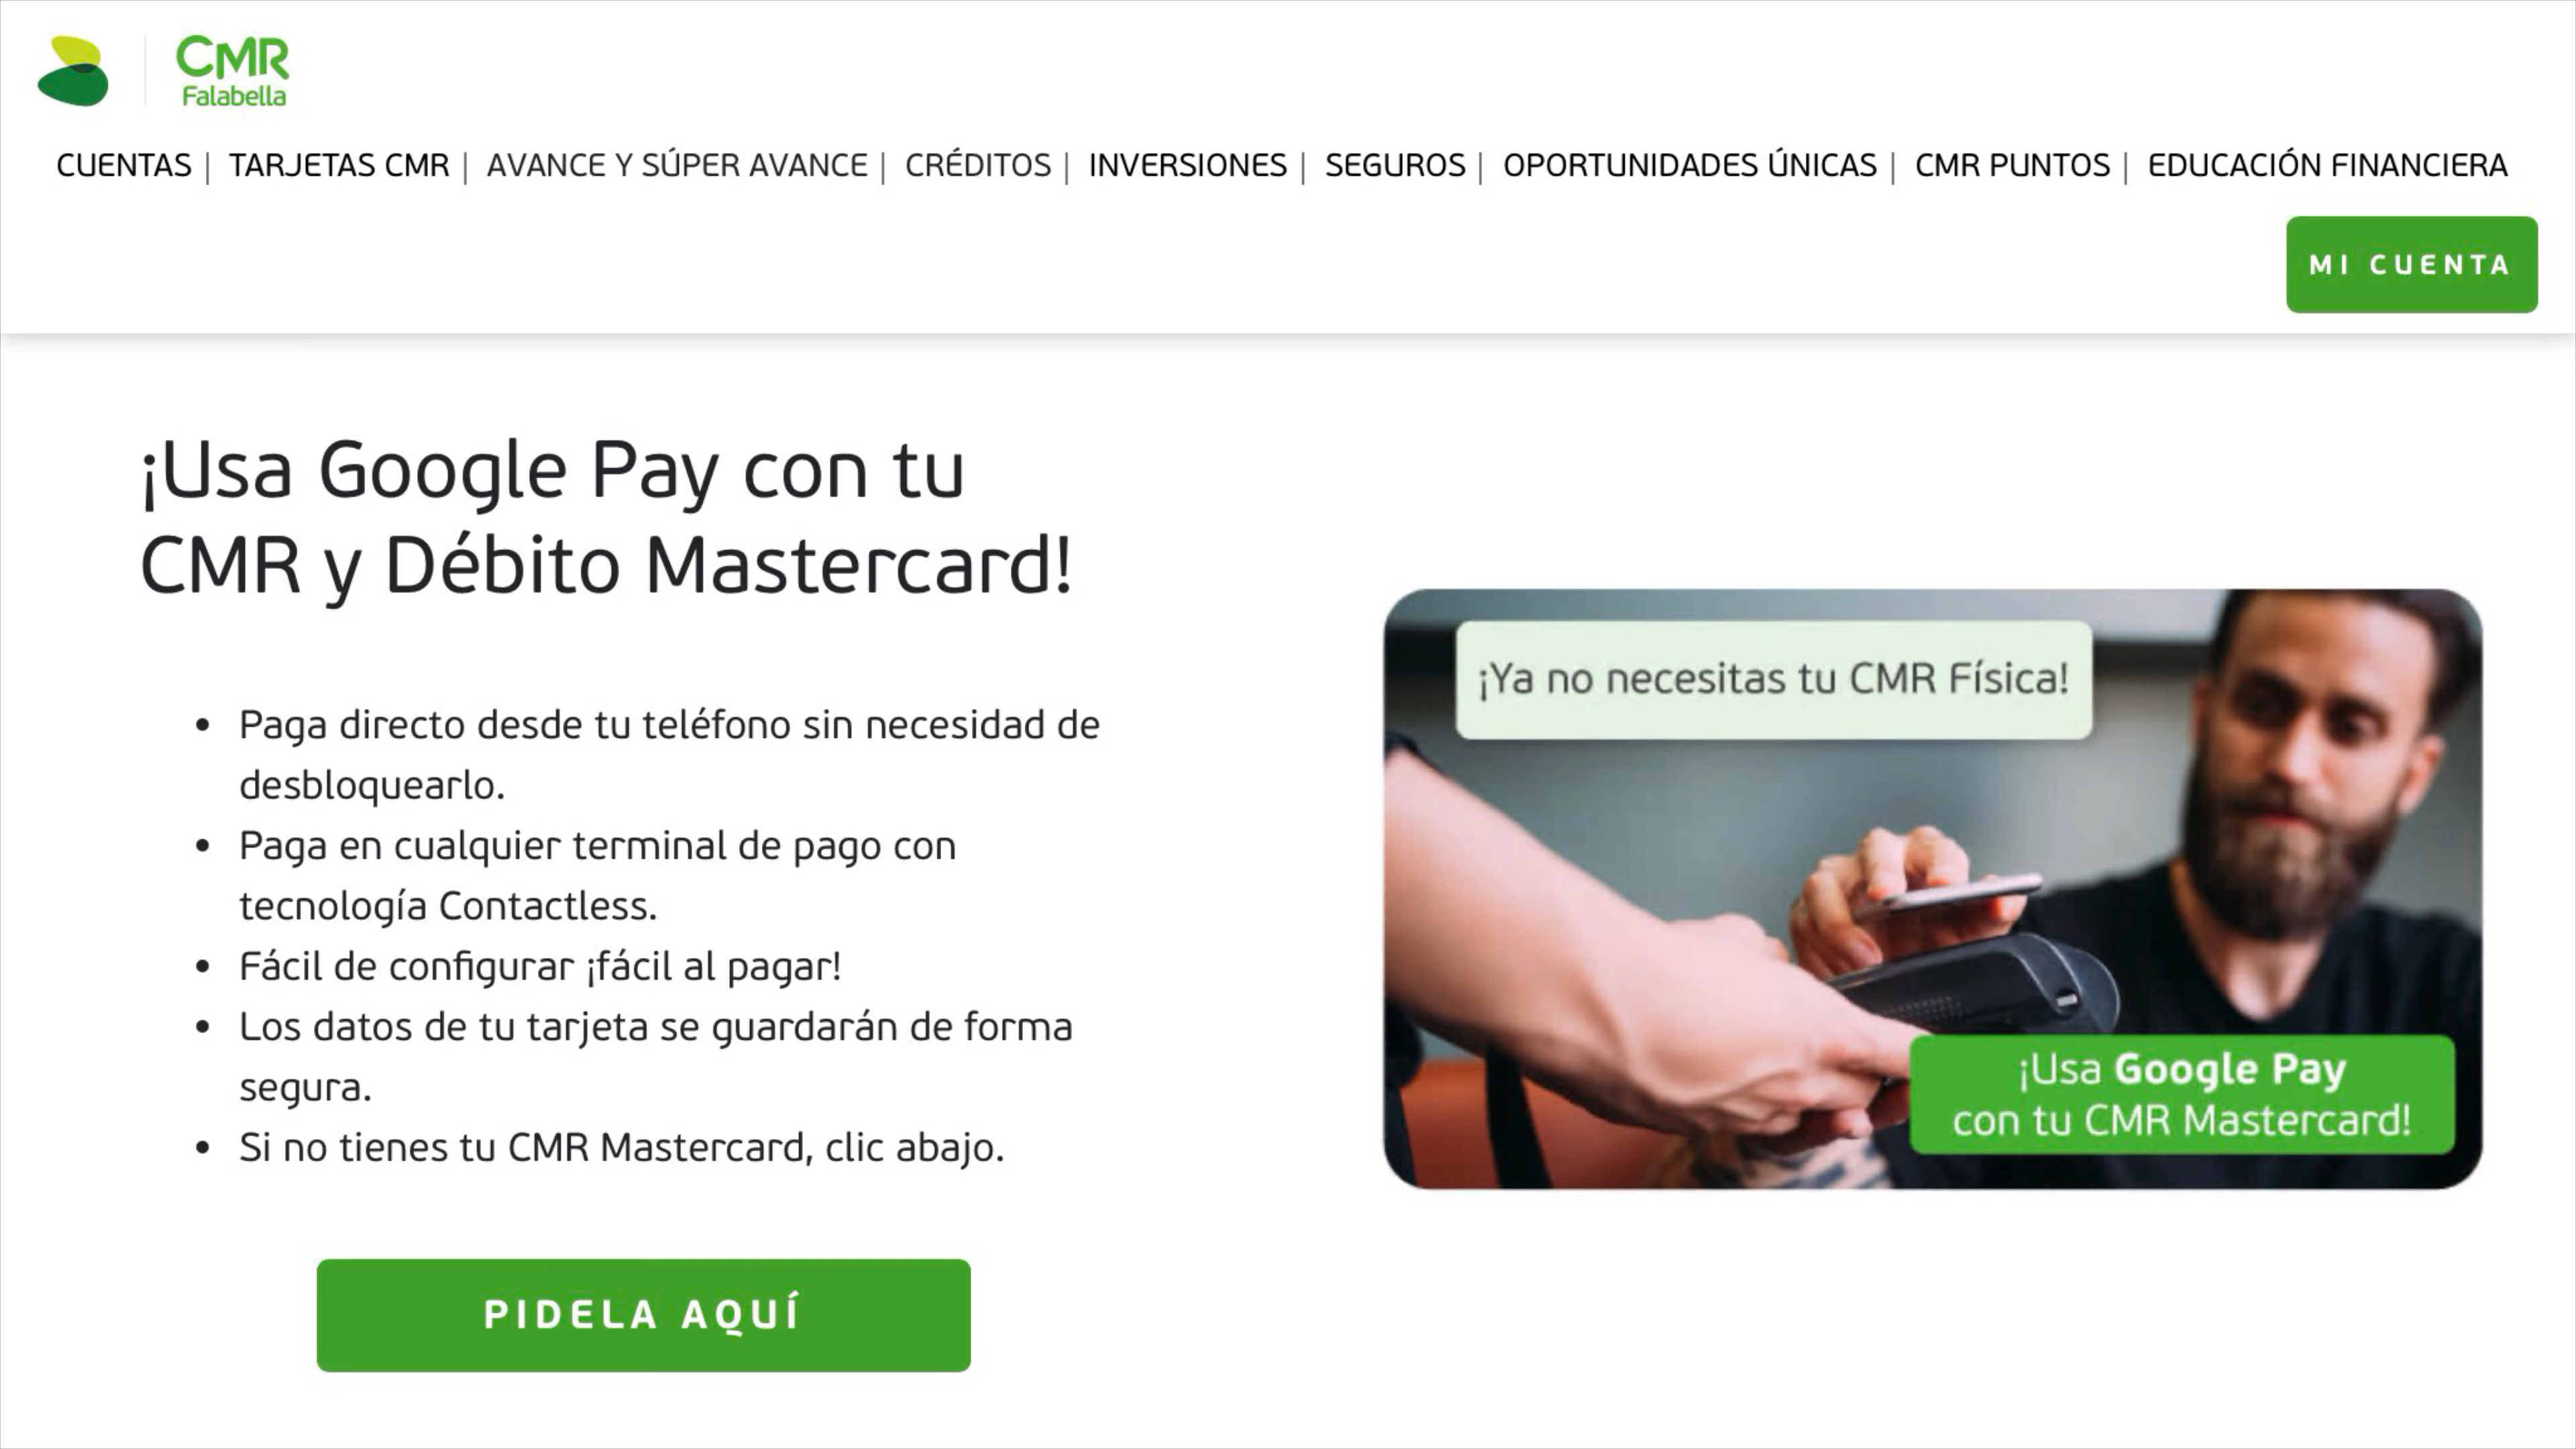 CMR
Falabella
CUENTAS | TARJETAS CMR | AVANCE Y SÚPER AVANCE | CRÉDITOS | INVERSIONES | SEGUROS | OPORTUNIDADES ÚNICAS | CMR PUNTOS | EDUCACIÓN FINANCIERA
MI CUENTA
¡Usa Google Pay con tu
CMR y Débito Mastercard!
• Paga directo desde tu teléfono sin necesidad de
desbloquearlo.
• Paga en cualquier terminal de pago con
tecnología Contactless.
• Fácil de configurar ¡fácil al pagar!
• Los datos de tu tarjeta se guardarán de forma
segura.
• Si no tienes tu CMR Mastercard, clic abajo.
PIDELA AQUÍ
¡Ya no necesitas tu CMR Física!
¡Usa Google Pay
con tu CMR Mastercard!